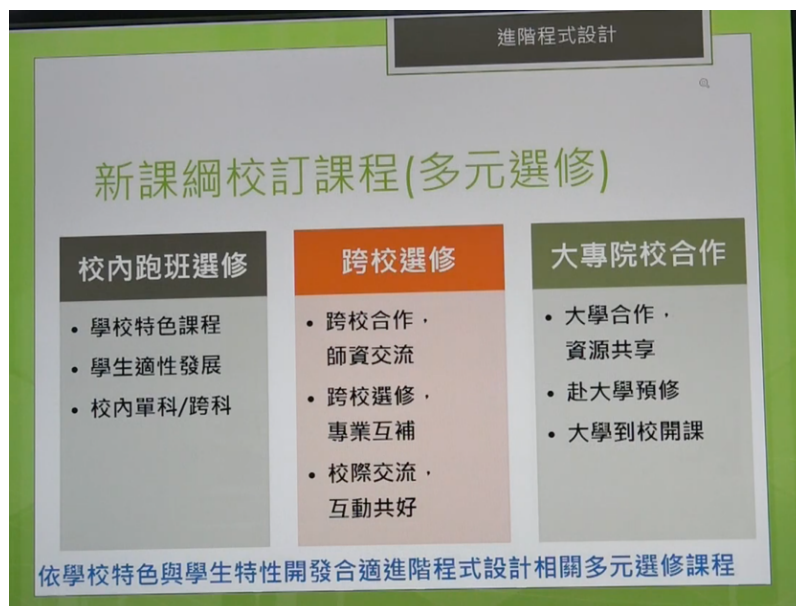 進階程式設計
新課綱校訂課程(多元選修)
校內跑班選修
• 學校特色課程
• 學生適性發展
• 校內單科/跨科
跨校選修
• 跨校合作，
師資交流
• 跨校選修，
專業互補
• 校際交流，
互動共好
大專院校合作
• 大學合作，
資源共享
• 赴大學預修
• 大學到校開課
依學校特色與學生特性開發合適進階程式設計相關多元選修課程